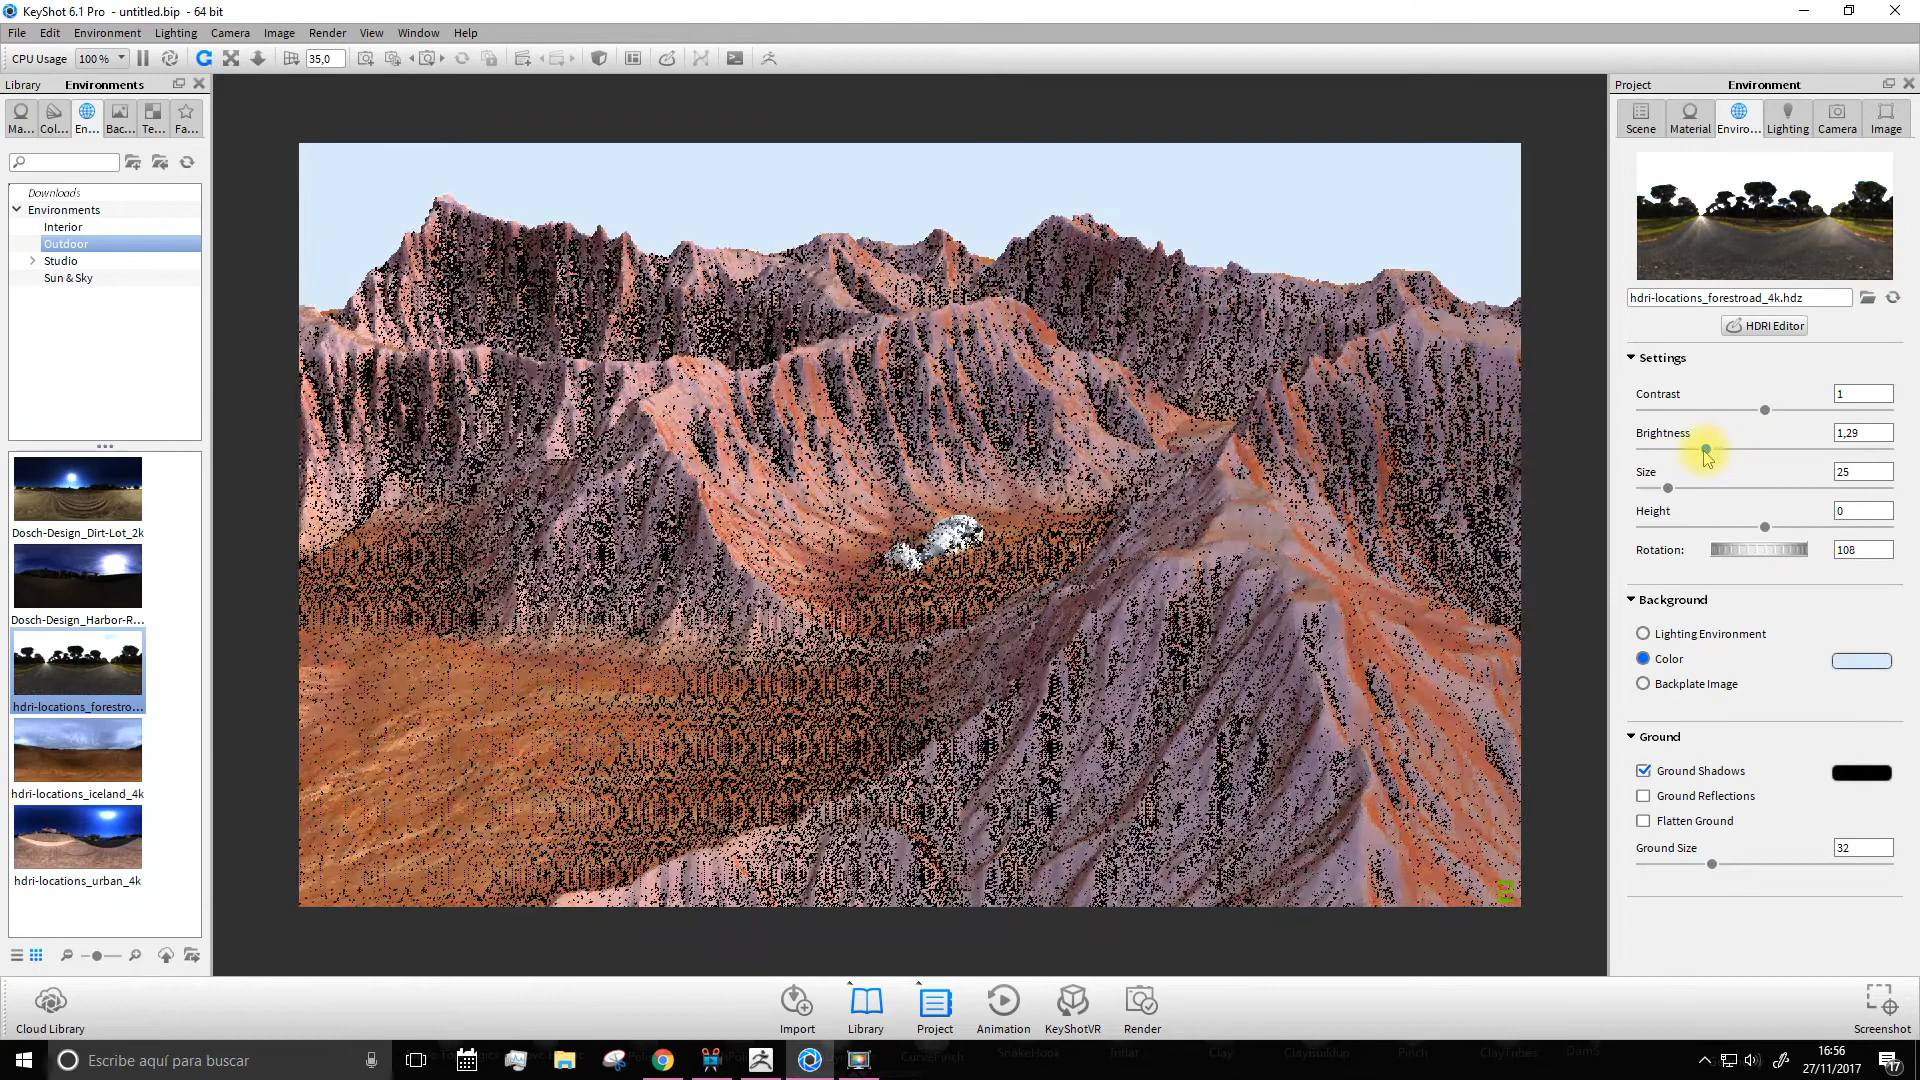 KeyShot 6.1 Pro - untitled.bip - 64 bit
File Edit Environment Lighting Camera Image Render View Window Help
CPU Usage 100 % 35,0
Library Environments
Ma... Col... En... Bac... Te... Fa...
Downloads
Environments
Interior
Outdoor
Studio
Sun & Sky
Dosch-Design_Dirt-Lot_2k
Dosch-Design_Harbor-R...
hdri-locations_forestro...
hdri-locations_iceland_4k
hdri-locations_urban_4k
Project Environment
Scene Material Enviro... Lighting Camera Image
hdri-locations_forestroad_4k.hdz
HDRI Editor
Settings
Contrast 1
Brightness 1,29
Size 25
Height 0
Rotation: 108
Background
Lighting Environment
Color
Backplate Image
Ground
Ground Shadows
Ground Reflections
Flatten Ground
Ground Size 32
Cloud Library Import Library Project Animation KeyShotVR Render Screenshot
Escribe aquí para buscar
16:56
27/11/2017
17